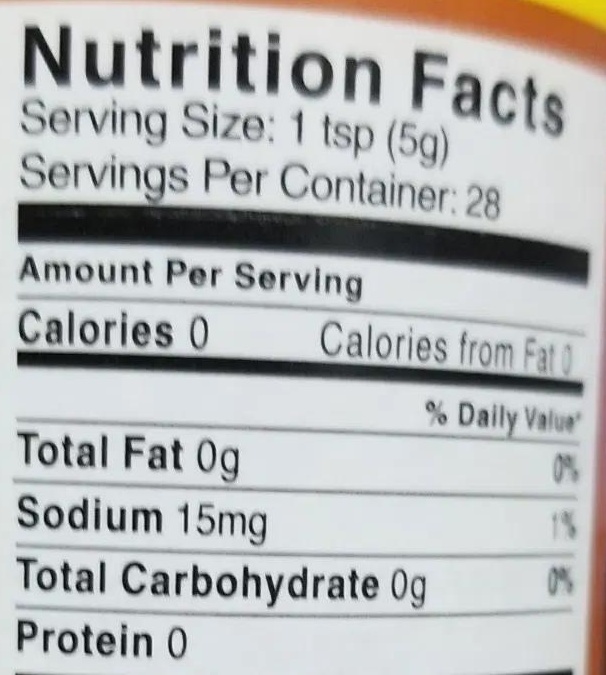 Nutrition Facts
Serving Size: 1 tsp (5g)
Servings Per Container: 28
Amount Per Serving
Calories 0 Calories from Fat 0
% Daily Value*
Total Fat 0g 0%
Sodium 15mg 1%
Total Carbohydrate 0g 0%
Protein 0